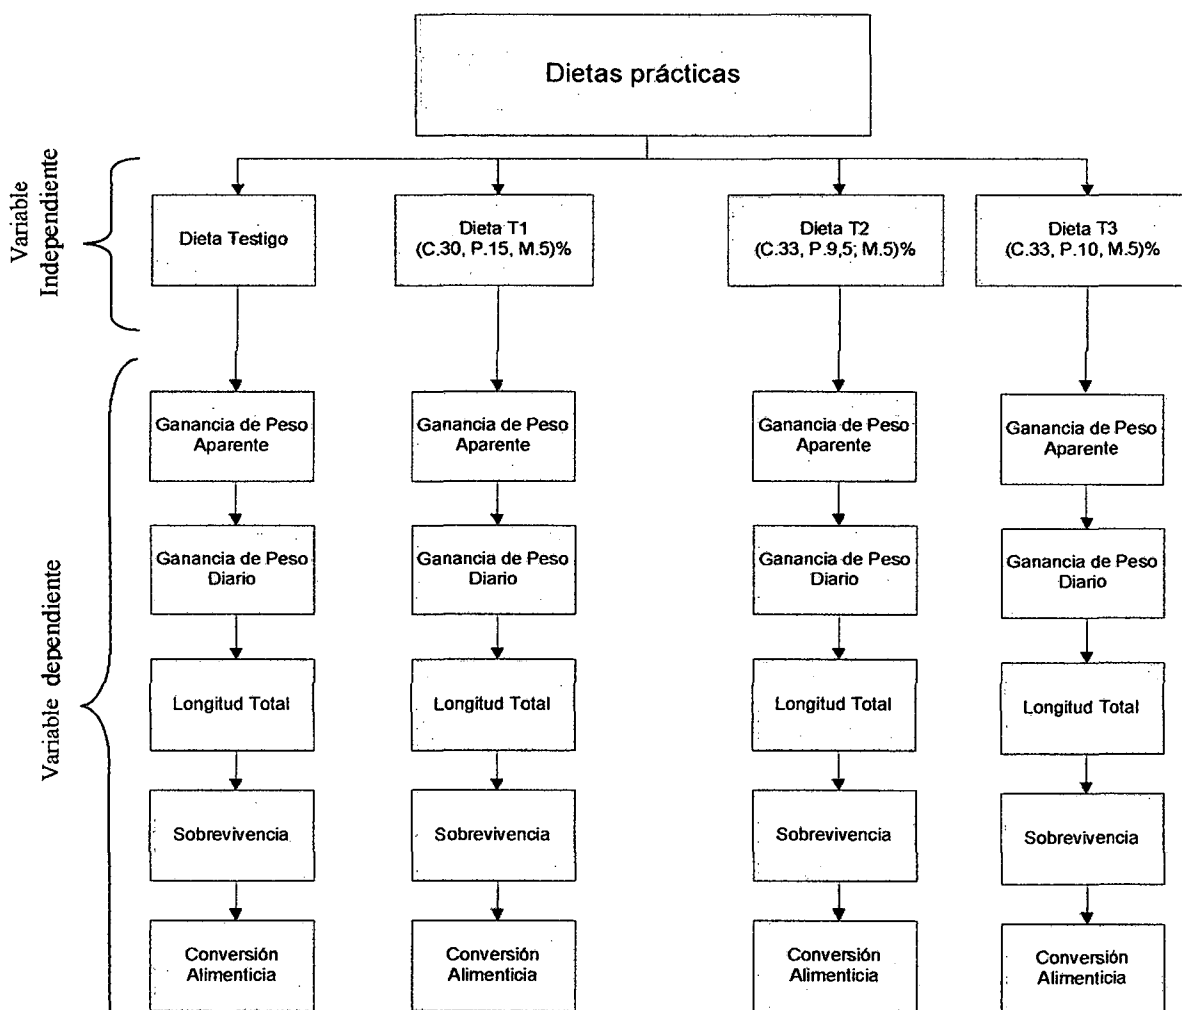 Dietas prácticas
Variable
Independiente
Dieta Testigo
Dieta T1
(C.30, P.15, M.5)%
Dieta T2
(C.33, P.9,5; M.5)%
Dieta T3
(C.33, P.10, M.5)%
Variable dependiente
Ganancia de Peso
Aparente
Ganancia de Peso
Aparente
Ganancia de Peso
Aparente
Ganancia de Peso
Aparente
Ganancia de Peso
Diario
Ganancia de Peso
Diario
Ganancia de Peso
Diario
Ganancia de Peso
Diario
Longitud Total
Longitud Total
Longitud Total
Longitud Total
Sobrevivencia
Sobrevivencia
Sobrevivencia
Sobrevivencia
Conversión
Alimenticia
Conversión
Alimenticia
Conversión
Alimenticia
Conversión
Alimenticia